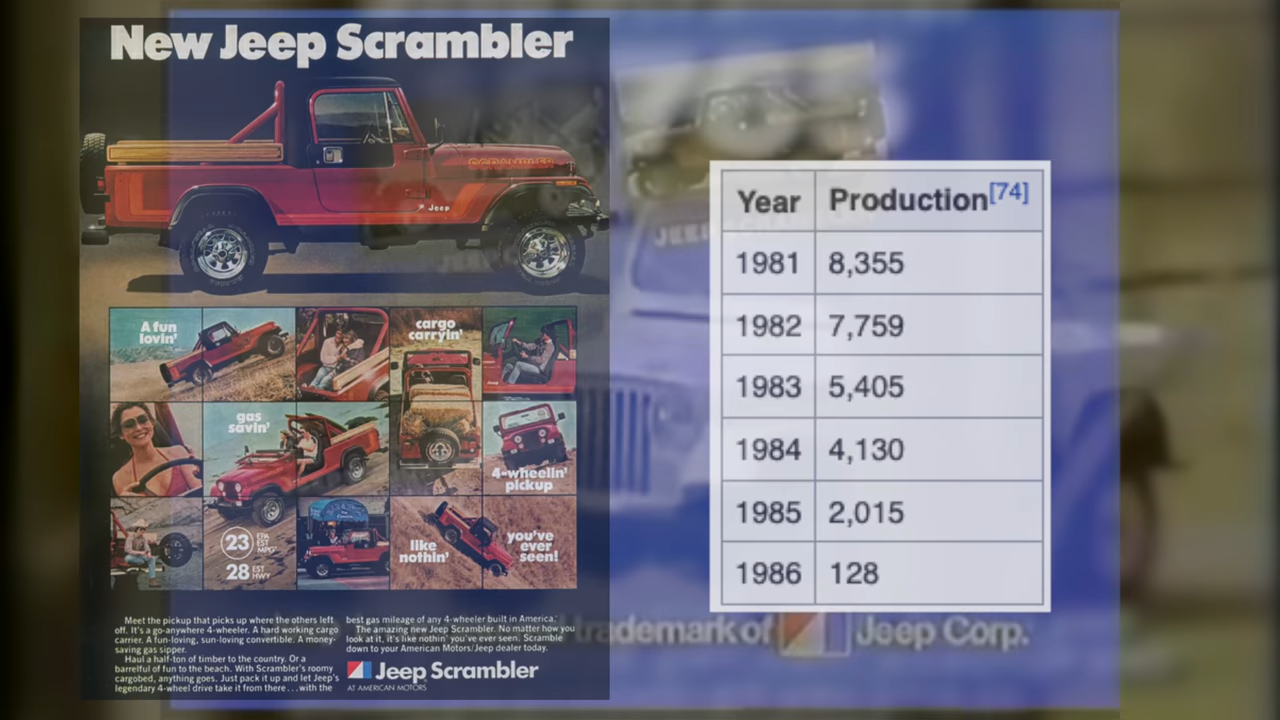 New Jeep Scrambler
SCRAMBLER
Jeep
A fun
lovin'
cargo
carryin'
gas
savin'
4-wheelin'
pickup
23 EPA EST MPG*
28 EST HWY
like
nothin'
you've
ever
seen!
Meet the pickup that picks up where the others left
off. It's a go-anywhere 4-wheeler. A hard working cargo
carrier. A fun-loving, sun-loving convertible. A money-
saving gas sipper.
Haul a half-ton of timber to the country. Or a
barrelful of fun to the beach. With Scrambler's roomy
cargobed, anything goes. Just pack it up and let Jeep's
legendary 4-wheel drive take it from there...with the
best gas mileage of any 4-wheeler built in America.*
The amazing new Jeep Scrambler. No matter how you
look at it, it's like nothin' you've ever seen. Scramble
down to your American Motors/Jeep dealer today.
Jeep Scrambler
AT AMERICAN MOTORS
JEEP
Year Production[74]
1981 8,355
1982 7,759
1983 5,405
1984 4,130
1985 2,015
1986 128
trademark of Jeep Corp.